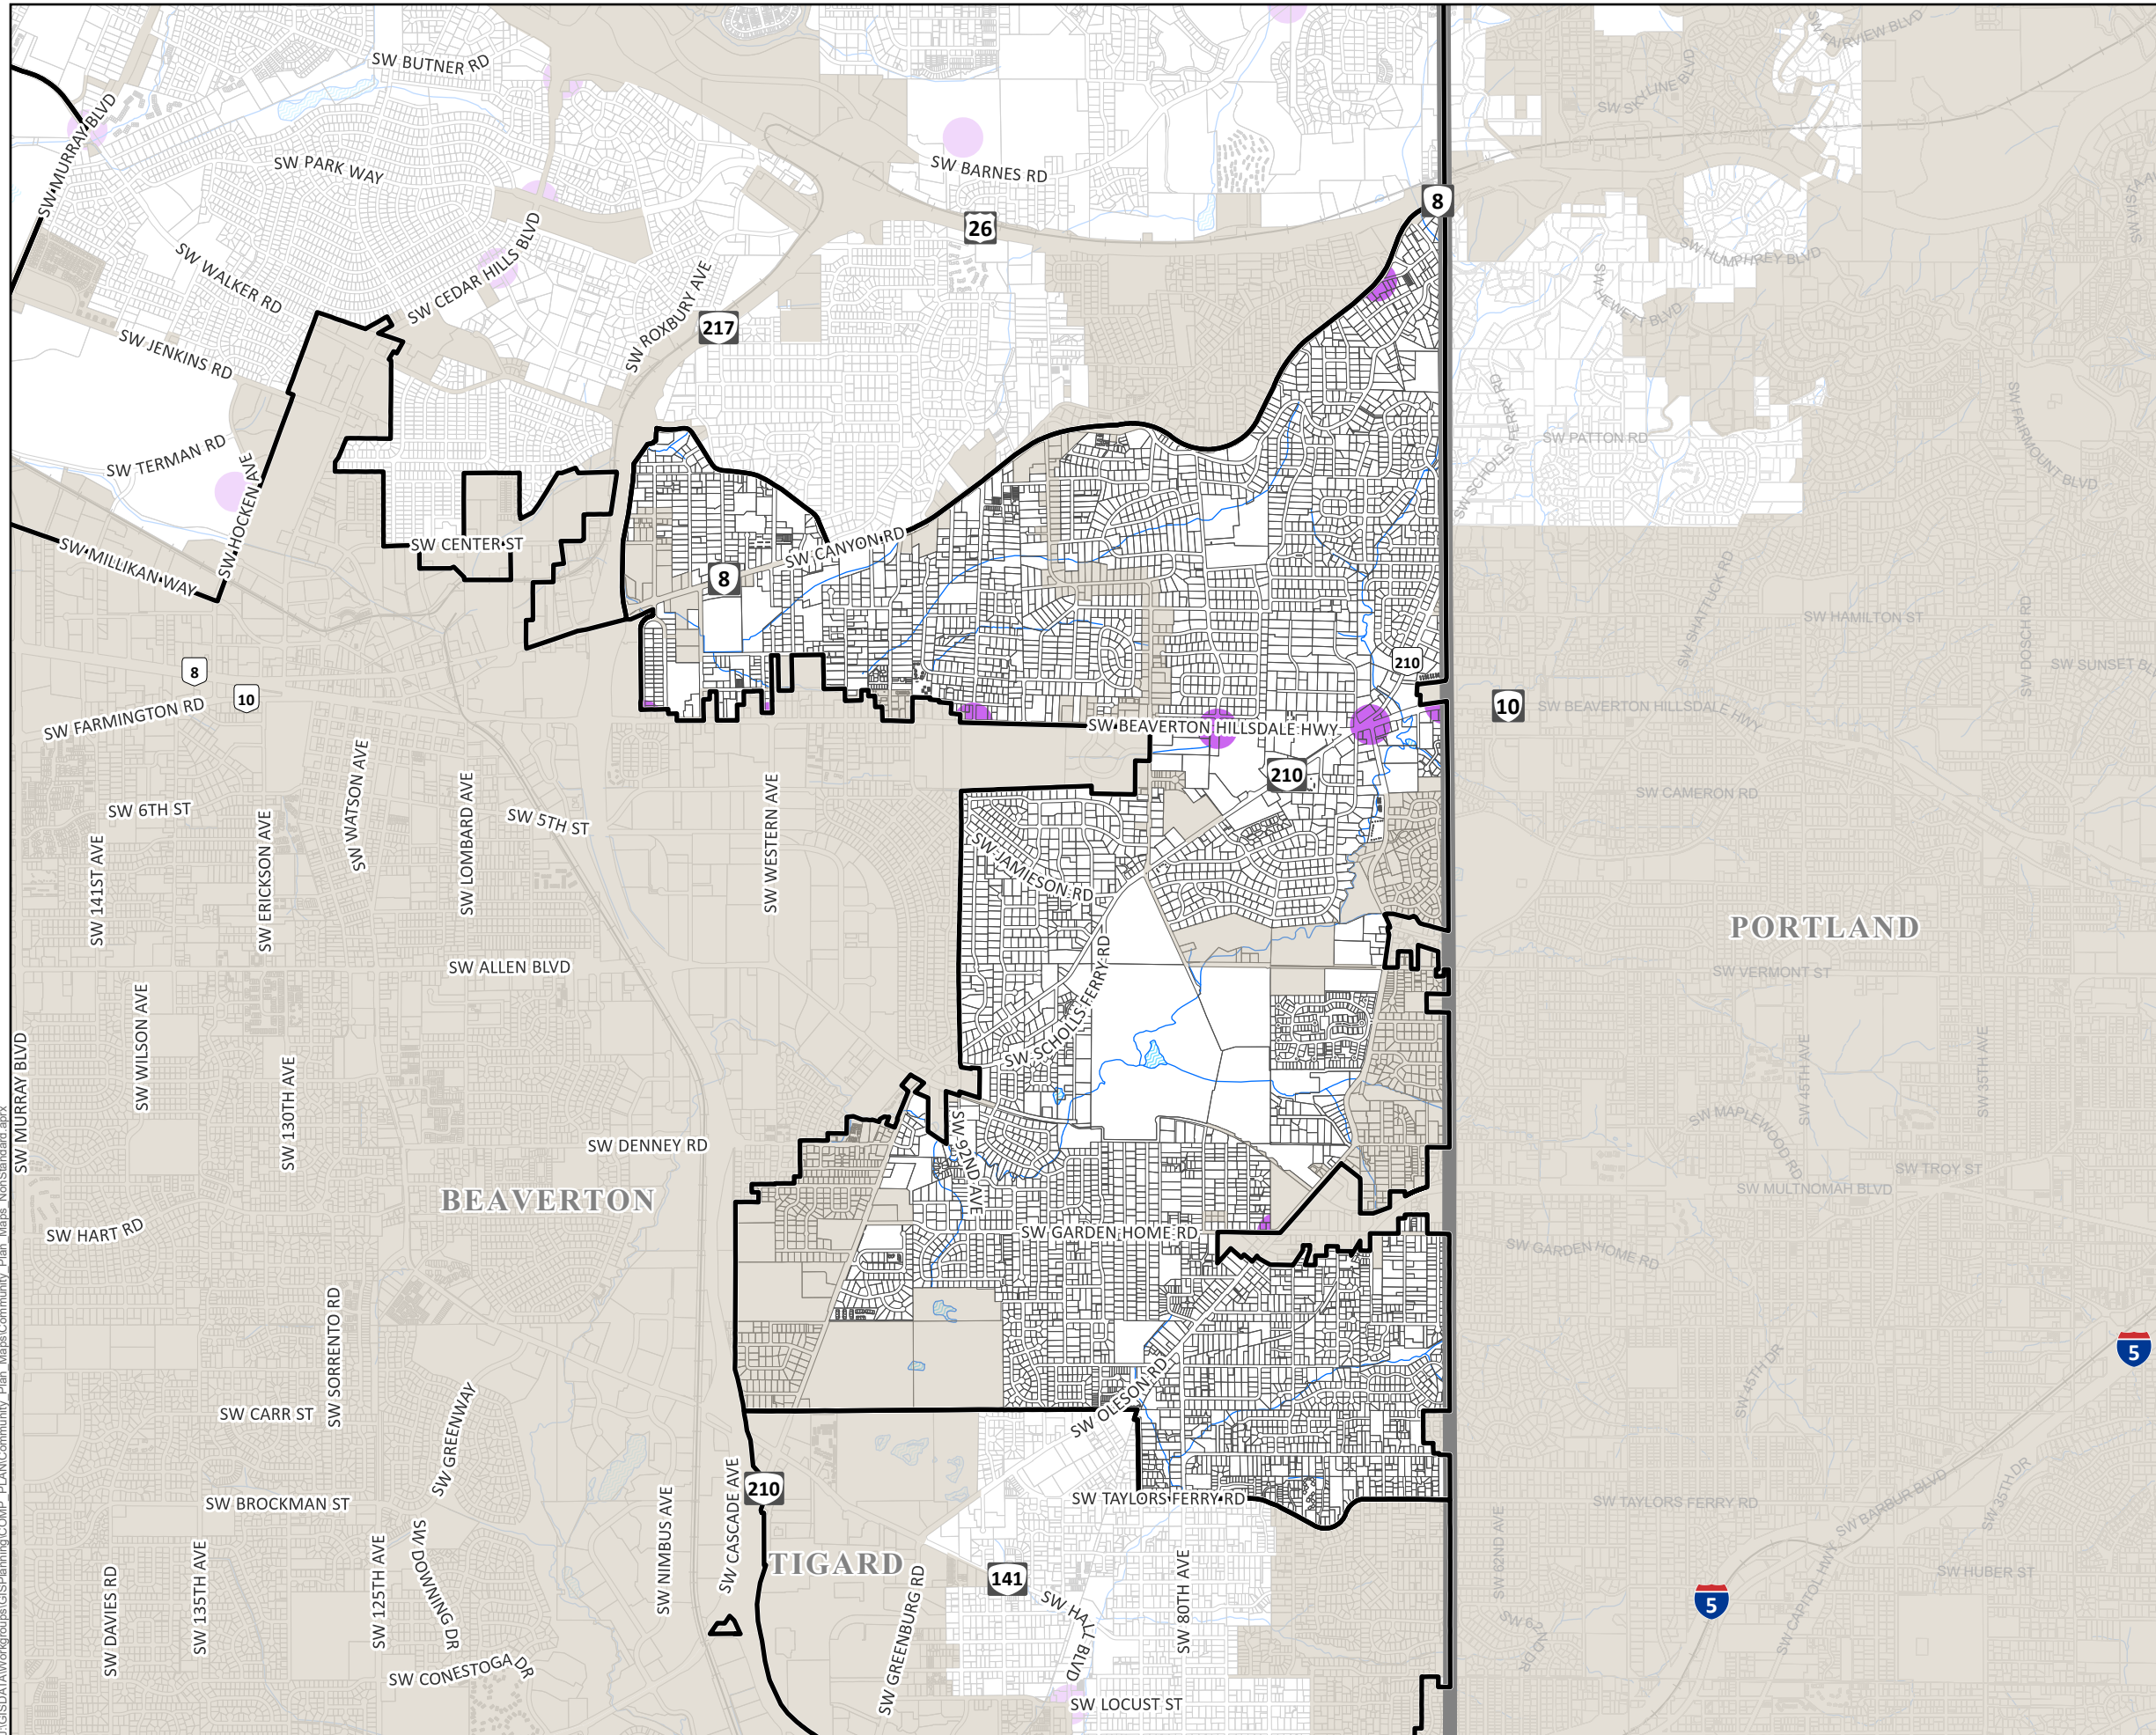 SW BUTNER RD
SW FAIRVIEW BLVD
SW SKYLINE BLVD
SW MURRAY BLVD
SW PARK WAY
SW BARNES RD
8
26
SW WALKER RD
SW CEDAR HILLS BLVD
SW HUMPHREY BLVD
SW HEWETT BLVD
SW ROXBURY AVE
217
SW JENKINS RD
SW TERMAN RD
SW HOCKEN AVE
SW SCHOLLS FERRY RD
SW PATTON RD
SW FAIRMOUNT BLVD
SW MILLIKAN WAY
SW CENTER ST
SW CANYON RD
8
SW SHATTUCK RD
SW HAMILTON ST
SW DOSCH RD
8
10
210
SW SUNSET BL
SW FARMINGTON RD
SW BEAVERTON HILLSDALE HWY
10
SW BEAVERTON HILLSDALE HWY
SW WATSON AVE
SW LOMBARD AVE
SW WESTERN AVE
210
SW CAMERON RD
SW 6TH ST
SW 5TH ST
SW 141ST AVE
SW ERICKSON AVE
SW JAMIESON RD
PORTLAND
SW ALLEN BLVD
SW VERMONT ST
SW WILSON AVE
SW SCHOLLS FERRY RD
SW 45TH AVE
SW 35TH AVE
SW MURRAY BLVD
SW 130TH AVE
SW DENNEY RD
SW 92ND AVE
SW MAPLEWOOD RD
SW TROY ST
SW MULTNOMAH BLVD
BEAVERTON
SW HART RD
SW GARDEN HOME RD
SW GARDEN HOME RD
SW SORRENTO RD
5
SW GREENWAY
SW OLESON RD
SW 45TH DR
SW CARR ST
SW CASCADE AVE
210
SW NIMBUS AVE
SW BROCKMAN ST
SW TAYLORS FERRY RD
SW TAYLORS FERRY RD
SW BARBUR BLVD
SW 35TH DR
SW 62ND AVE
SW DAVIES RD
SW 135TH AVE
SW 125TH AVE
SW DOWNING DR
TIGARD
SW GREENBURG RD
141
SW HALL BLVD
SW 80TH AVE
5
SW CAPITOL HWY
SW HUBER ST
SW 62ND DR
SW CONESTOGA DR
SW LOCUST ST